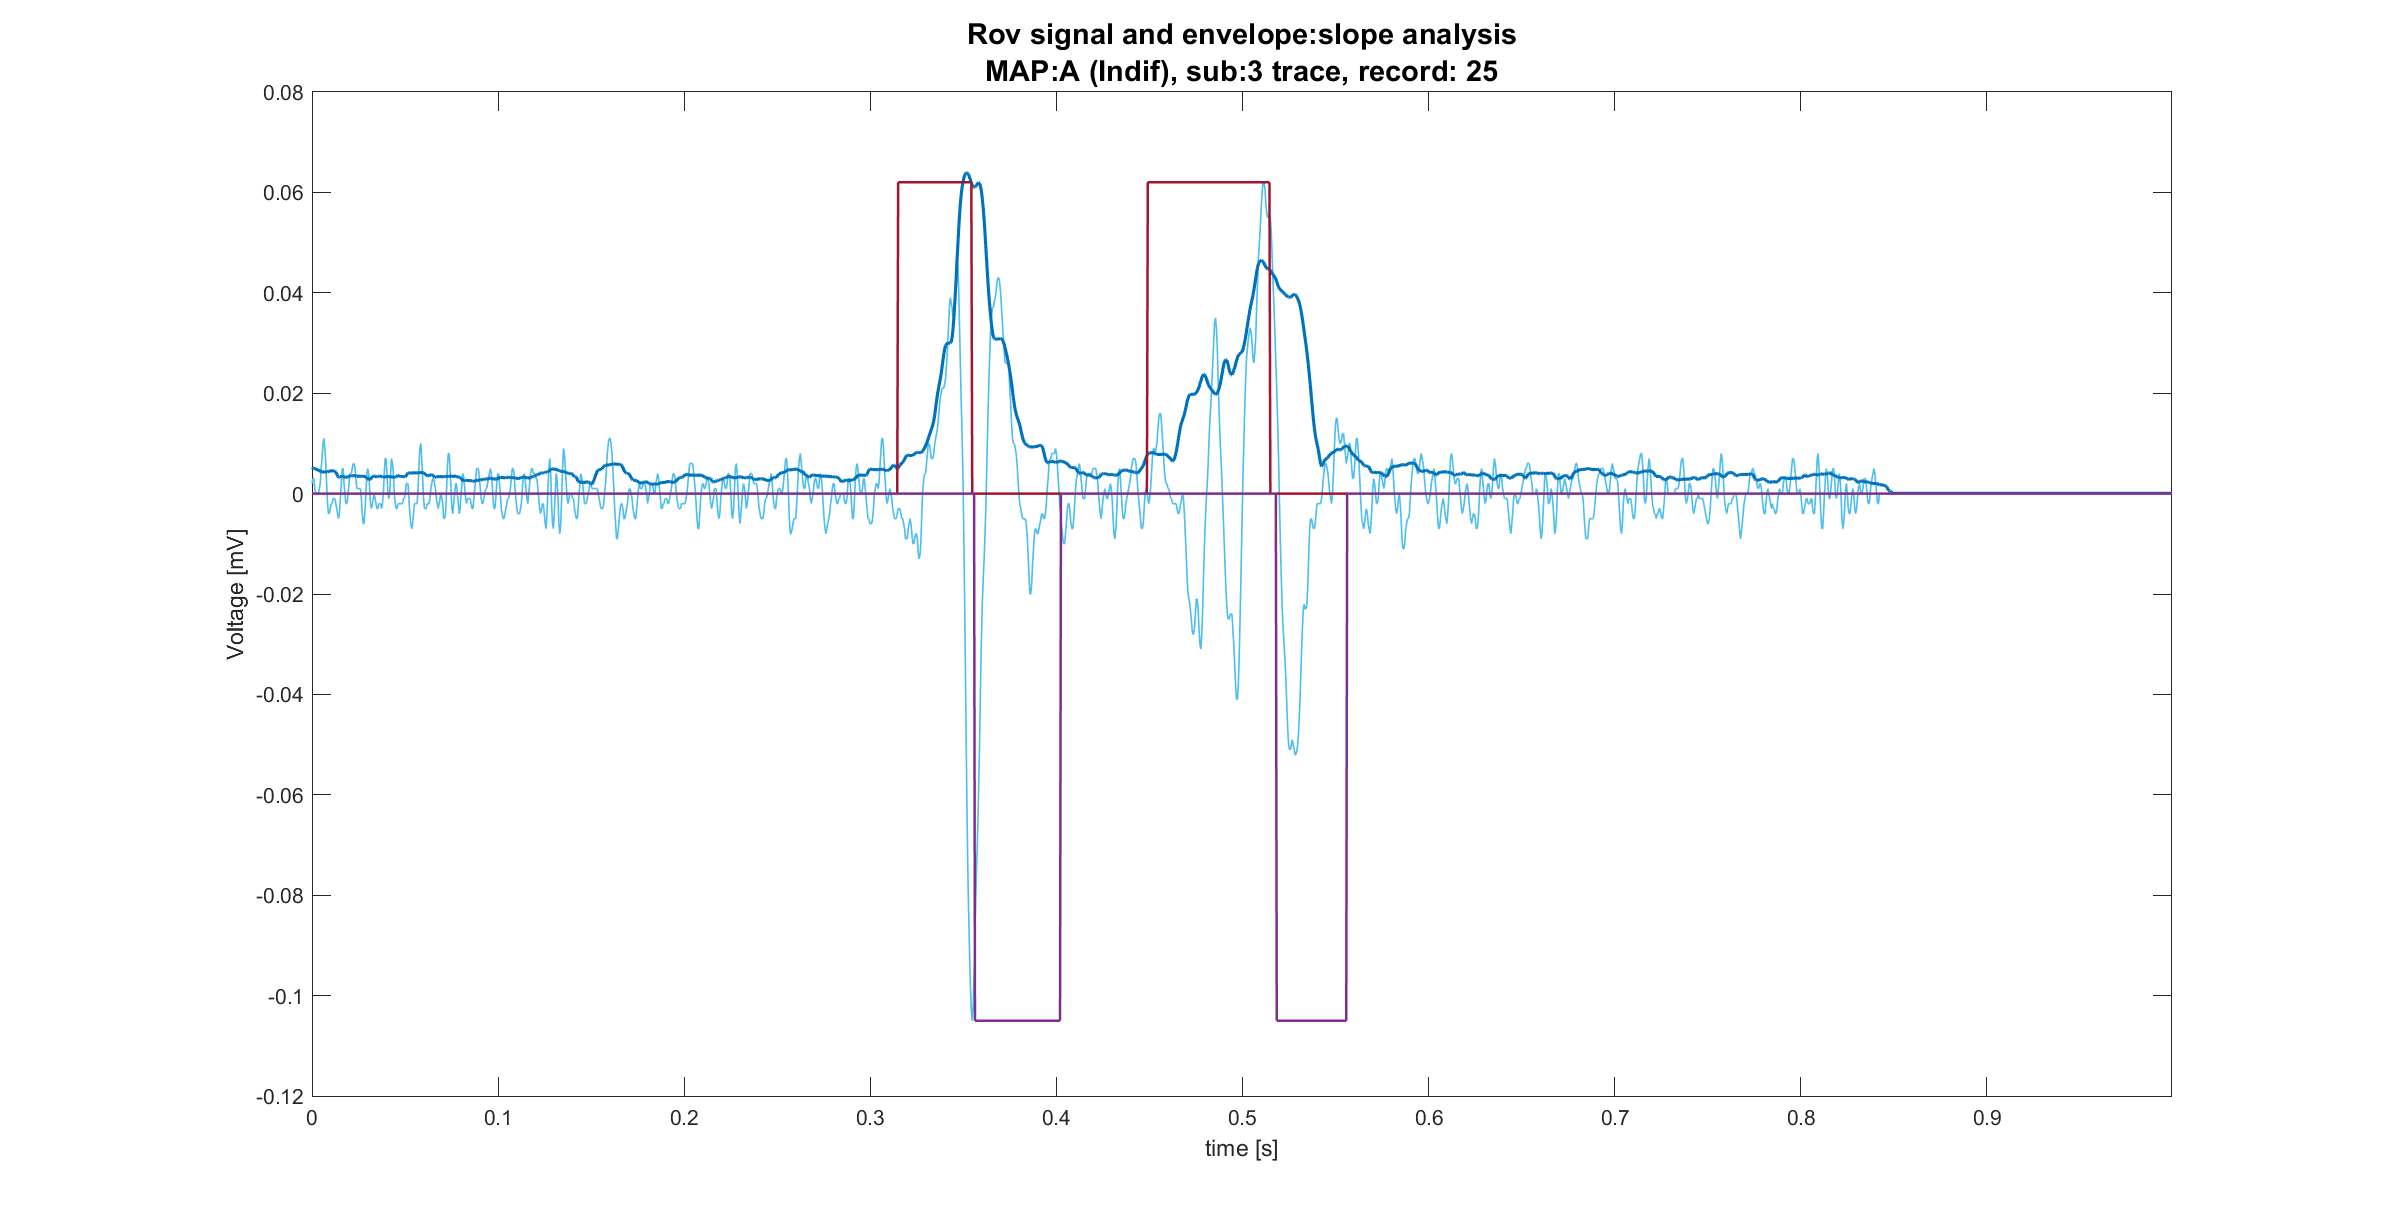 Rov signal and envelope:slope analysis
MAP:A (Indif), sub:3 trace, record: 25
0.08
0.06
0.04
0.02
0
-0.02
-0.04
-0.06
-0.08
-0.1
-0.12
Voltage [mV]
0 0.1 0.2 0.3 0.4 0.5 0.6 0.7 0.8 0.9
time [s]